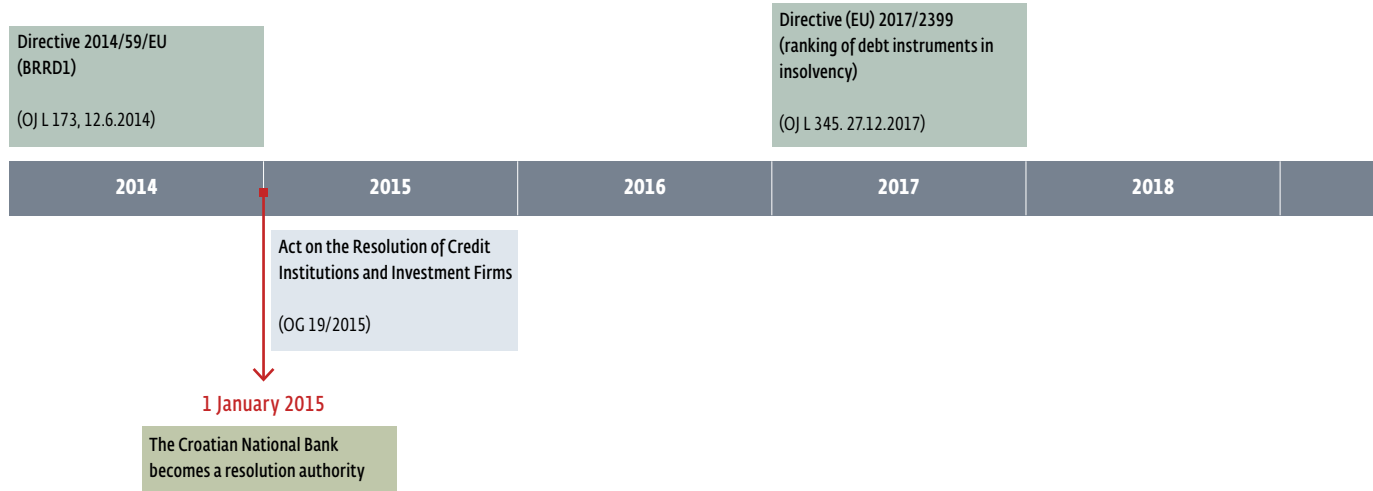 Directive 2014/59/EU
(BRRD1)
(OJ L 173, 12.6.2014)
Directive (EU) 2017/2399
(ranking of debt instruments in
insolvency)
(OJ L 345. 27.12.2017)
2014
2015
2016
2017
2018
Act on the Resolution of Credit
Institutions and Investment Firms
(OG 19/2015)
1 January 2015
The Croatian National Bank
becomes a resolution authority